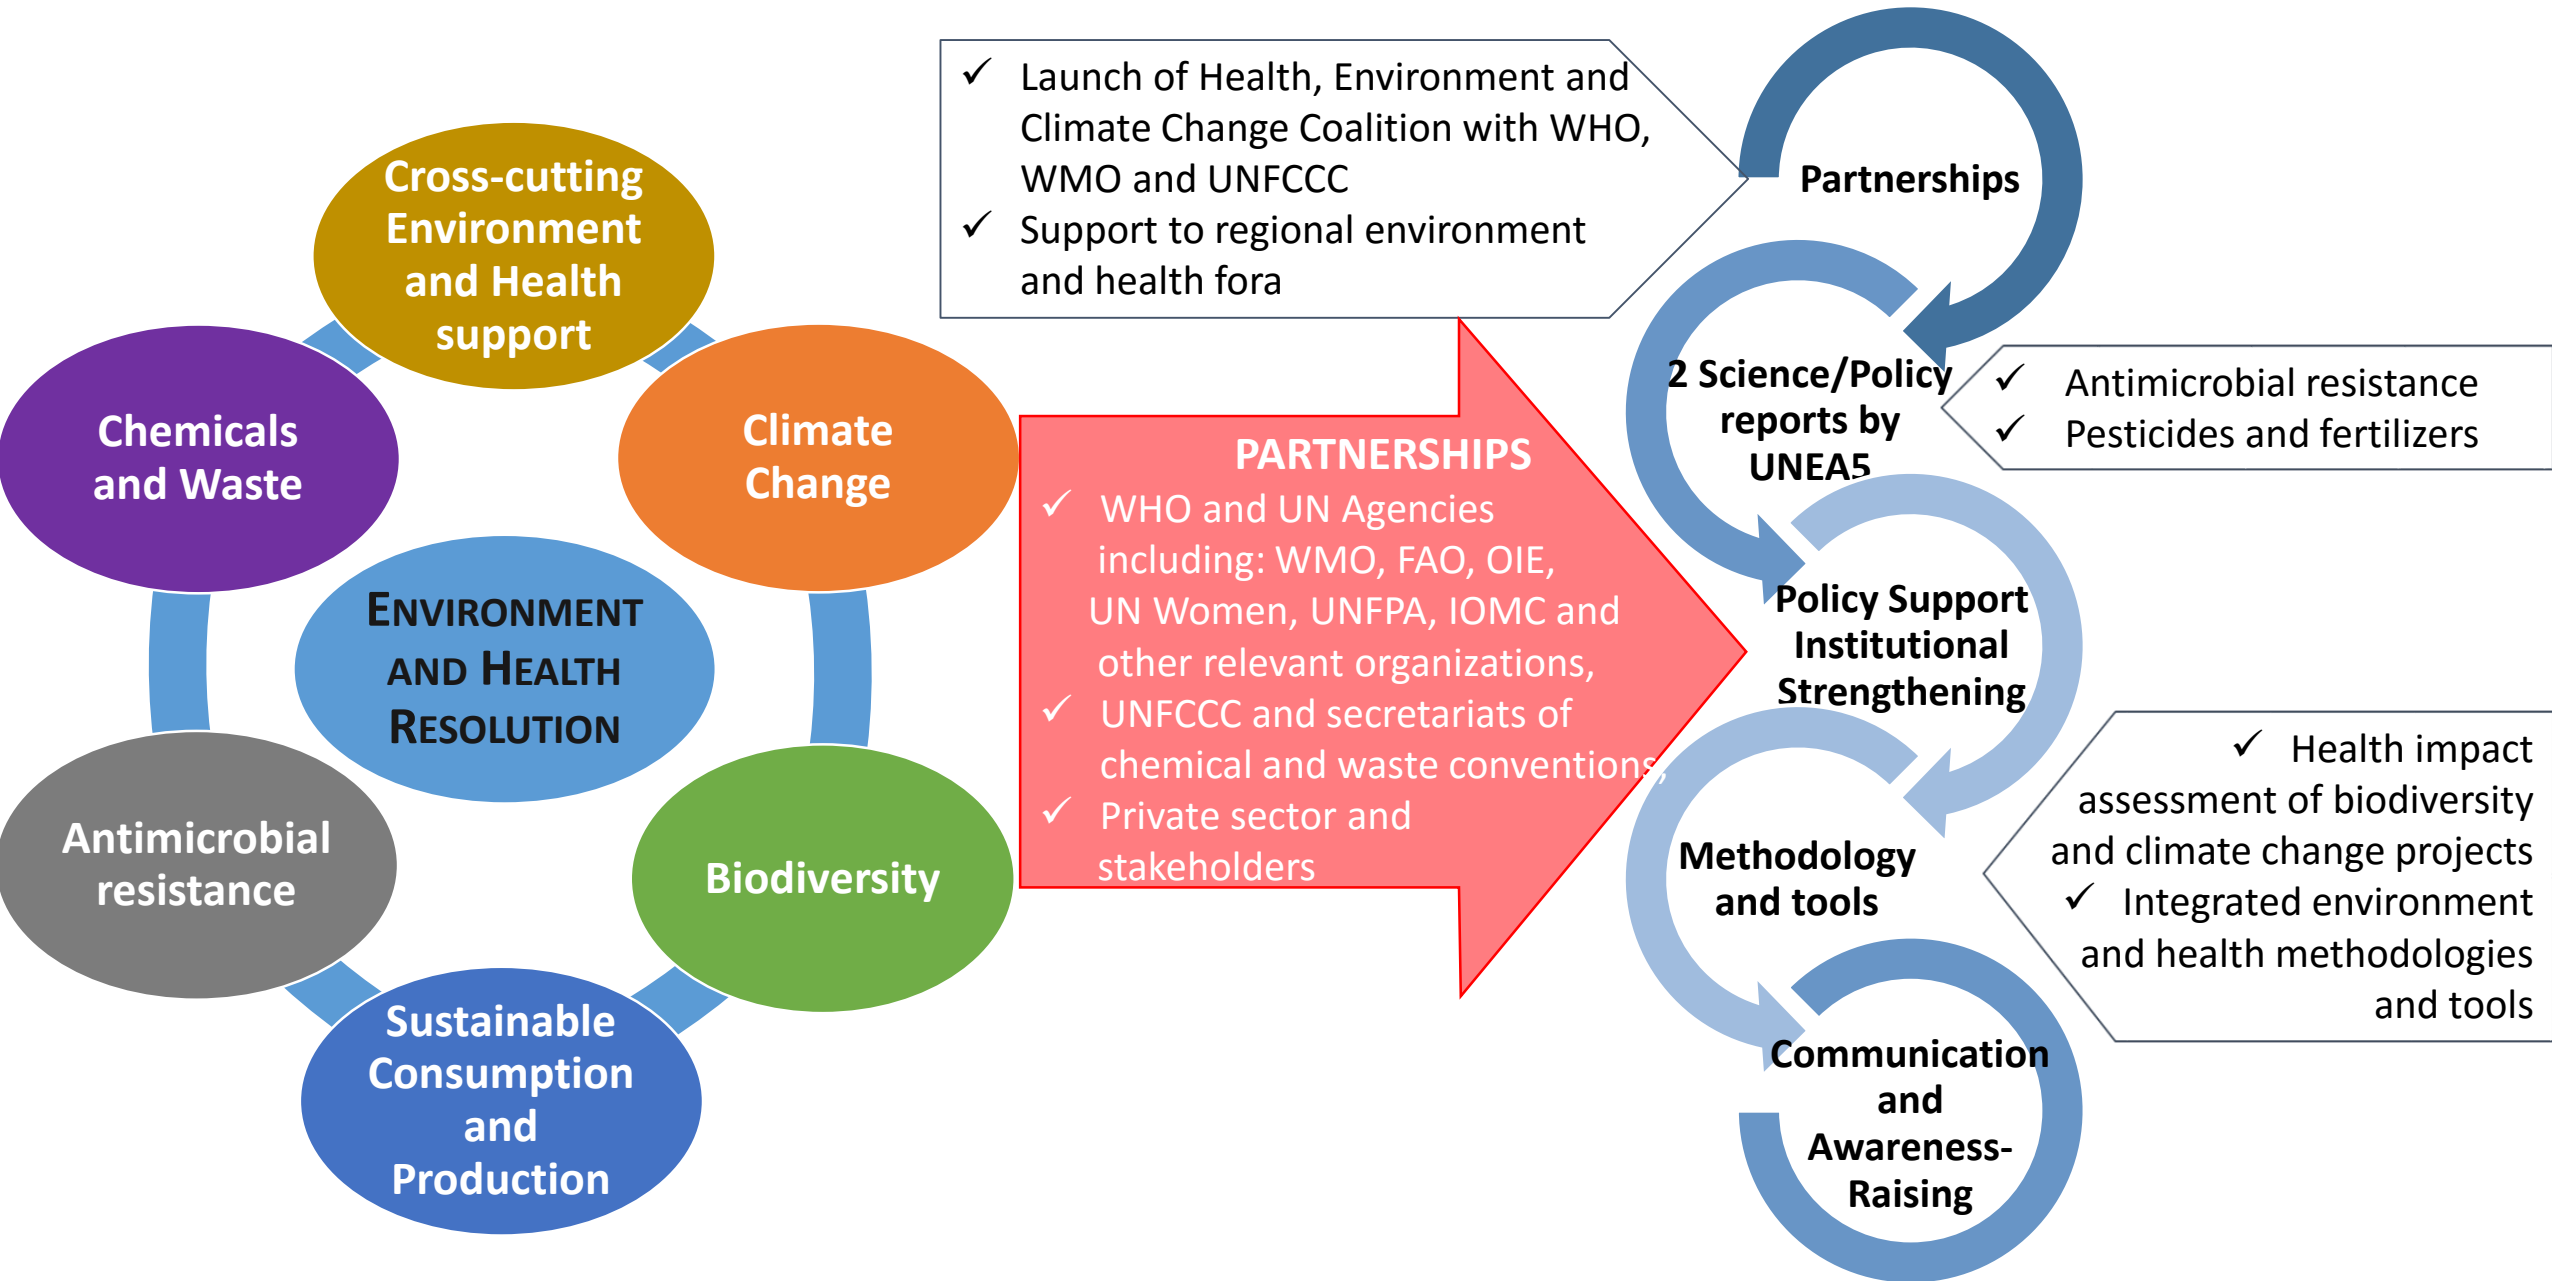 Cross-cutting
Environment
and Health
support
Chemicals
and Waste
Climate
Change
ENVIRONMENT
AND HEALTH
RESOLUTION
Antimicrobial
resistance
Biodiversity
Sustainable
Consumption
and
Production
✓ Launch of Health, Environment and
Climate Change Coalition with WHO,
WMO and UNFCCC
✓ Support to regional environment
and health fora
PARTNERSHIPS
✓ WHO and UN Agencies
including: WMO, FAO, OIE,
UN Women, UNFPA, IOMC and
other relevant organizations,
✓ UNFCCC and secretariats of
chemical and waste conventions,
✓ Private sector and
stakeholders
Partnerships
2 Science/Policy
reports by
UNEA5
✓ Antimicrobial resistance
✓ Pesticides and fertilizers
Policy Support
Institutional
Strengthening
Methodology
and tools
✓ Health impact
assessment of biodiversity
and climate change projects
✓ Integrated environment
and health methodologies
and tools
Communication
and
Awareness-
Raising